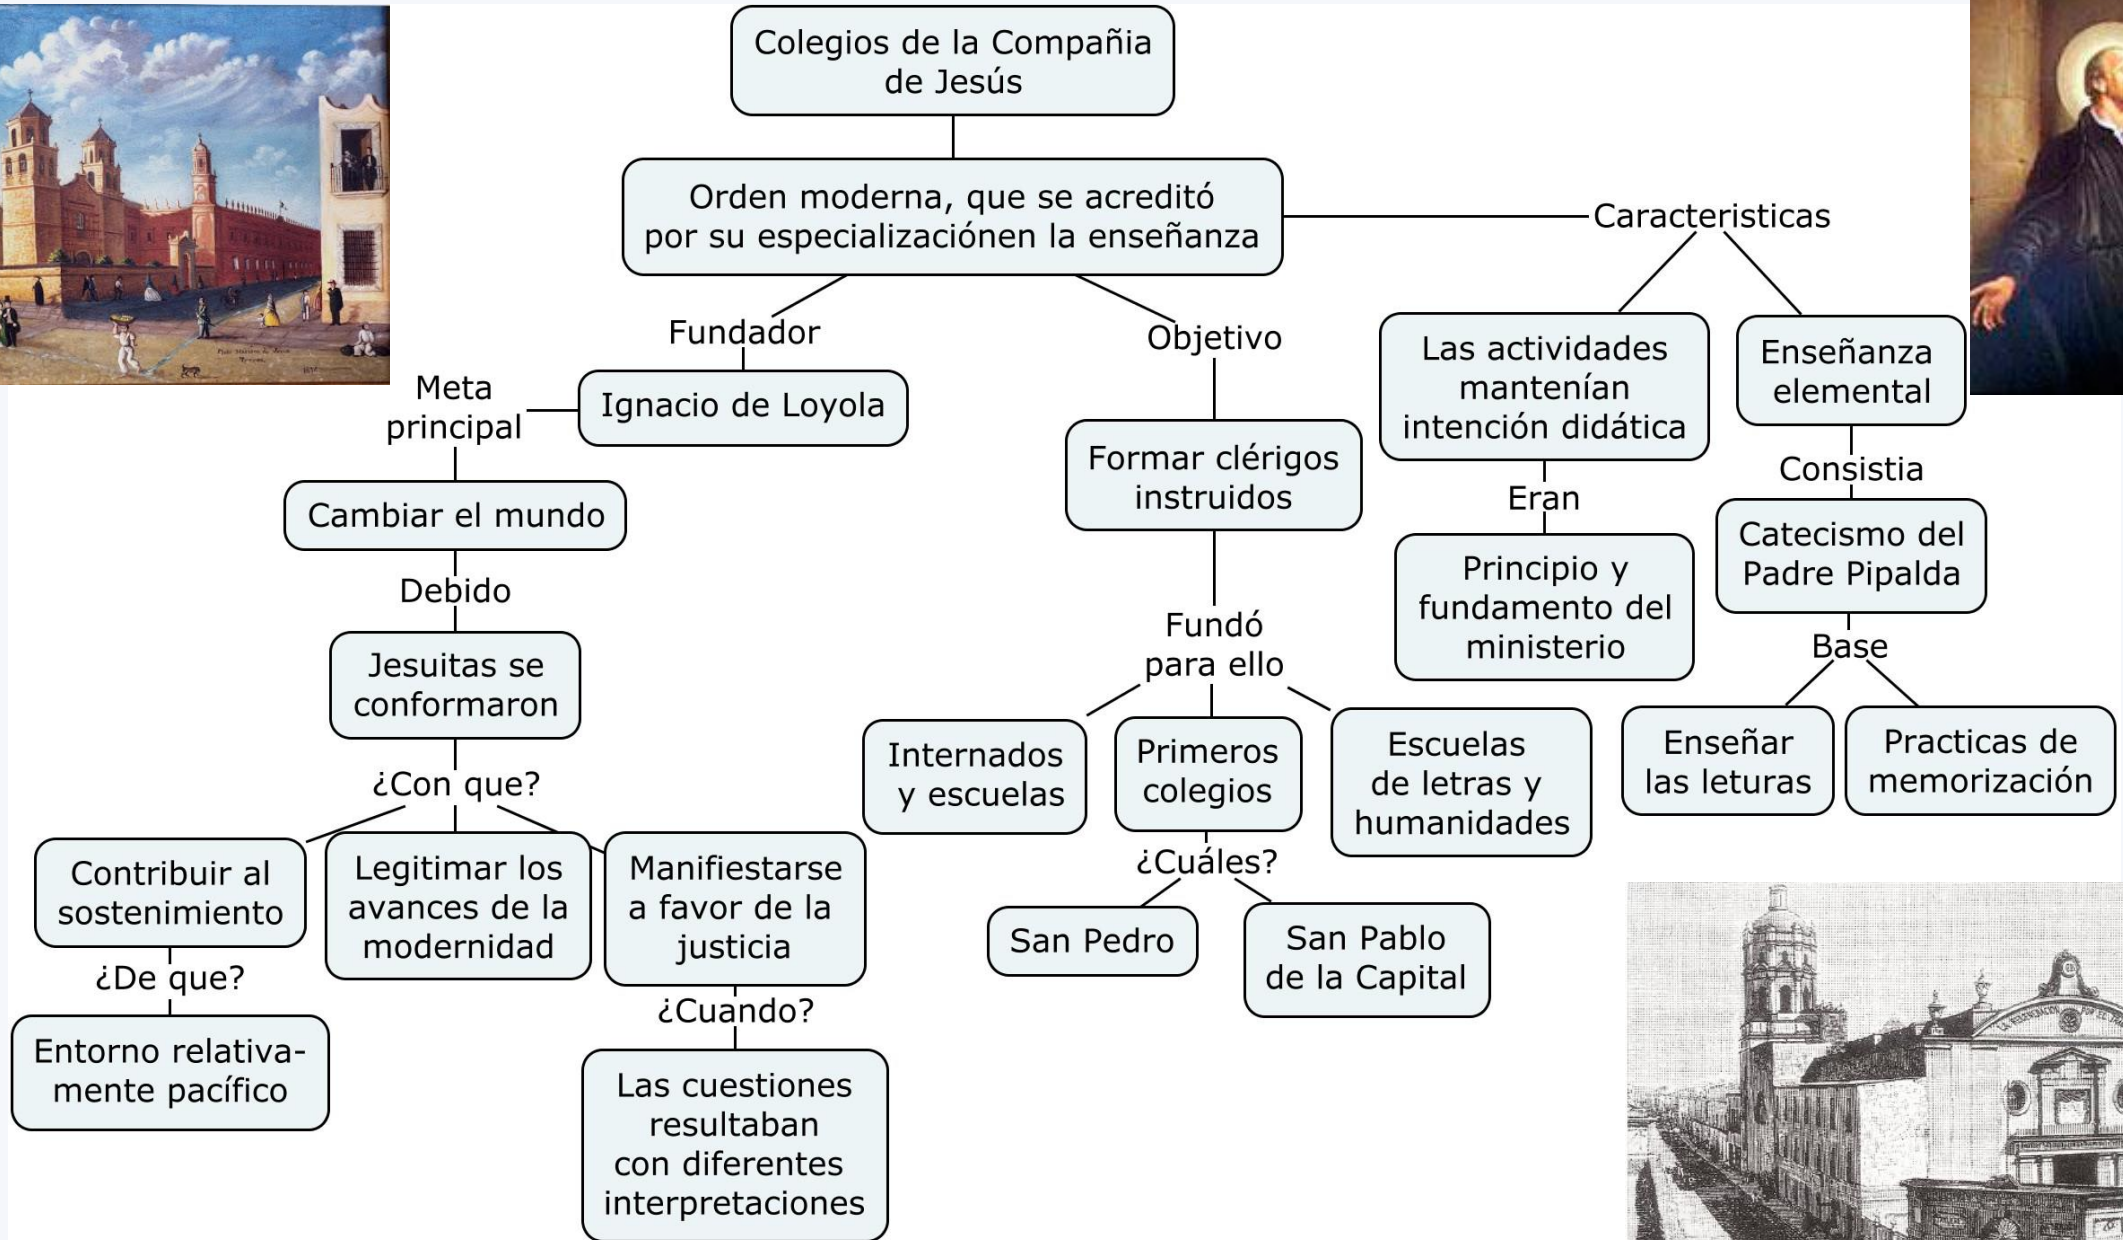 Colegios de la Compañia
de Jesús
Orden moderna, que se acreditó
por su especializaciónen la enseñanza
Caracteristicas
Fundador
Objetivo
Las actividades
mantenían
intención didática
Enseñanza
elemental
Meta
principal
Ignacio de Loyola
Formar clérigos
instruidos
Eran
Consistia
Cambiar el mundo
Principio y
fundamento del
ministerio
Catecismo del
Padre Pipalda
Debido
Fundó
para ello
Base
Jesuitas se
conformaron
Internados
y escuelas
Primeros
colegios
Escuelas
de letras y
humanidades
Enseñar
las leturas
Practicas de
memorización
¿Con que?
¿Cuáles?
Contribuir al
sostenimiento
Legitimar los
avances de la
modernidad
Manifiestarse
a favor de la
justicia
San Pedro
San Pablo
de la Capital
¿De que?
¿Cuando?
Entorno relativa-
mente pacífico
Las cuestiones
resultaban
con diferentes
interpretaciones